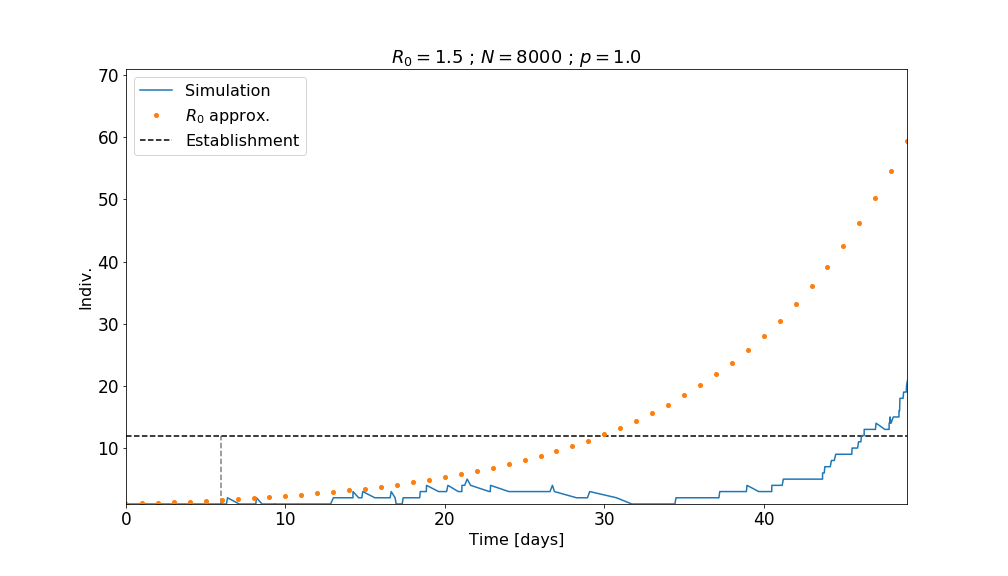 R₀ = 1.5 ; N = 8000 ; p = 1.0
Simulation
R₀ approx.
Establishment
70
60
50
40
30
20
10
Indiv.
0 10 20 30 40
Time [days]